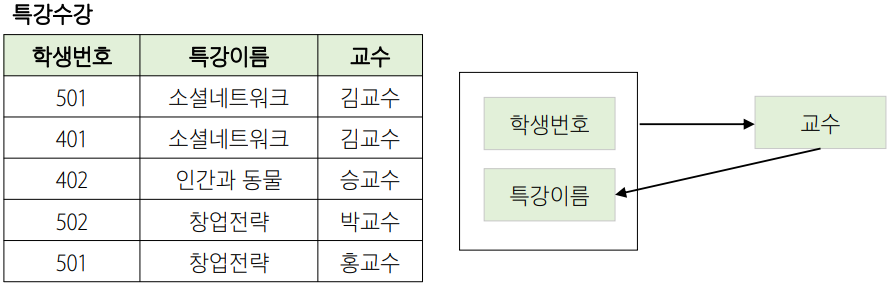 특강수강
학생번호 특강이름 교수
501 소셜네트워크 김교수
401 소셜네트워크 김교수
402 인간과 동물 승교수
502 창업전략 박교수
501 창업전략 홍교수
학생번호
특강이름
교수